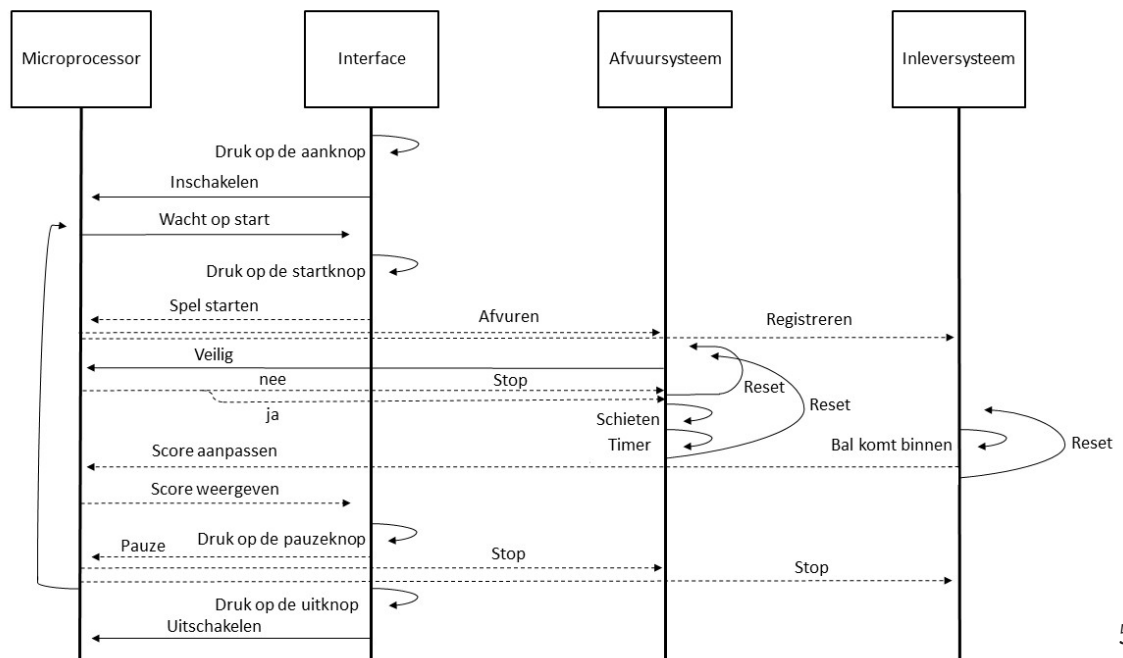 Microprocessor
Interface
Afvuursysteem
Inleversysteem
Druk op de aanknop
Inschakelen
Wacht op start
Druk op de startknop
Spel starten
Afvuren
Registreren
Veilig
nee
Stop
Reset
ja
Reset
Schieten
Timer
Bal komt binnen
Reset
Score aanpassen
Score weergeven
Druk op de pauzeknop
Pauze
Stop
Stop
Druk op de uitknop
Uitschakelen